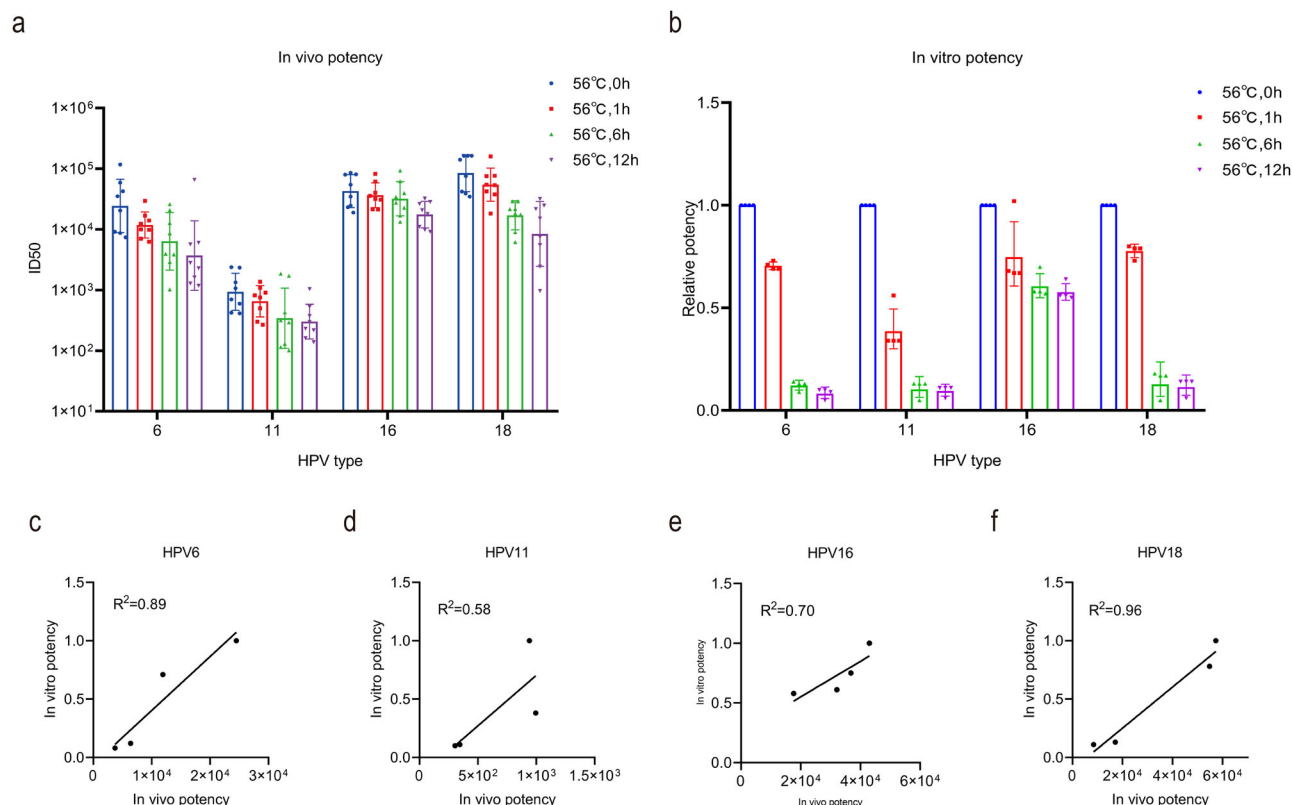 a
In vivo potency
56℃,0h
56℃,1h
56℃,6h
56℃,12h
1×10⁶
1×10⁵
1×10⁴
1×10³
1×10²
1×10¹
ID50
6 11 16 18
HPV type
b
In vitro potency
56℃,0h
56℃,1h
56℃,6h
56℃,12h
1.5
1.0
0.5
0.0
Relative potency
6 11 16 18
HPV type
c
HPV6
R²=0.89
1.5
1.0
0.5
0.0
In vitro potency
0 1×10⁴ 2×10⁴ 3×10⁴
In vivo potency
d
HPV11
R²=0.58
1.5
1.0
0.5
0.0
In vitro potency
0 5×10² 1×10³ 1.5×10³
In vivo potency
e
HPV16
R²=0.70
1.5
1.0
0.5
0.0
In vitro potency
0 2×10⁴ 4×10⁴ 6×10⁴
In vivo potency
f
HPV18
R²=0.96
1.5
1.0
0.5
0.0
In vitro potency
0 2×10⁴ 4×10⁴ 6×10⁴
In vivo potency